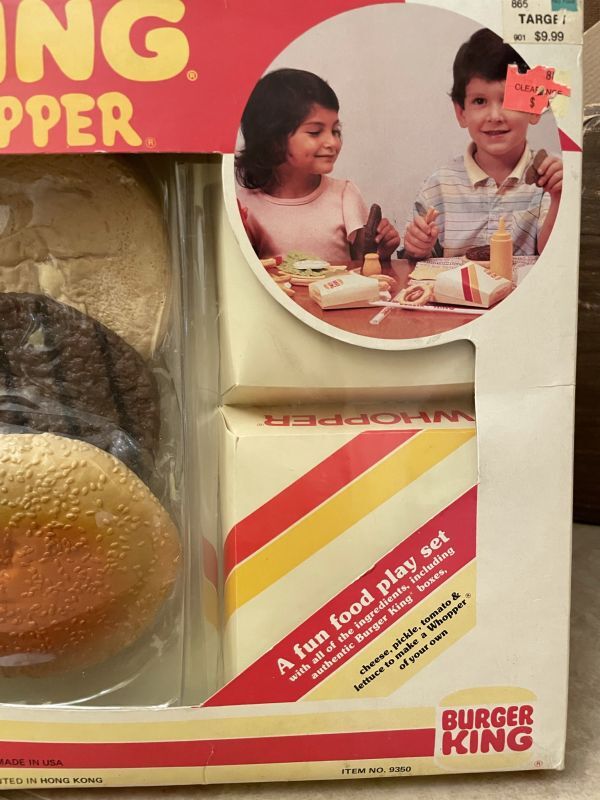 ING®
PPER®
865
TARGET
901 $9.99
CLEARANCE
$
WHOPPER®
A fun food play set
with all of the ingredients, including
authentic Burger King® boxes,
cheese, pickle, tomato &
lettuce to make a Whopper®
of your own
BURGER
KING
®
MADE IN USA
TED IN HONG KONG
ITEM NO. 9350